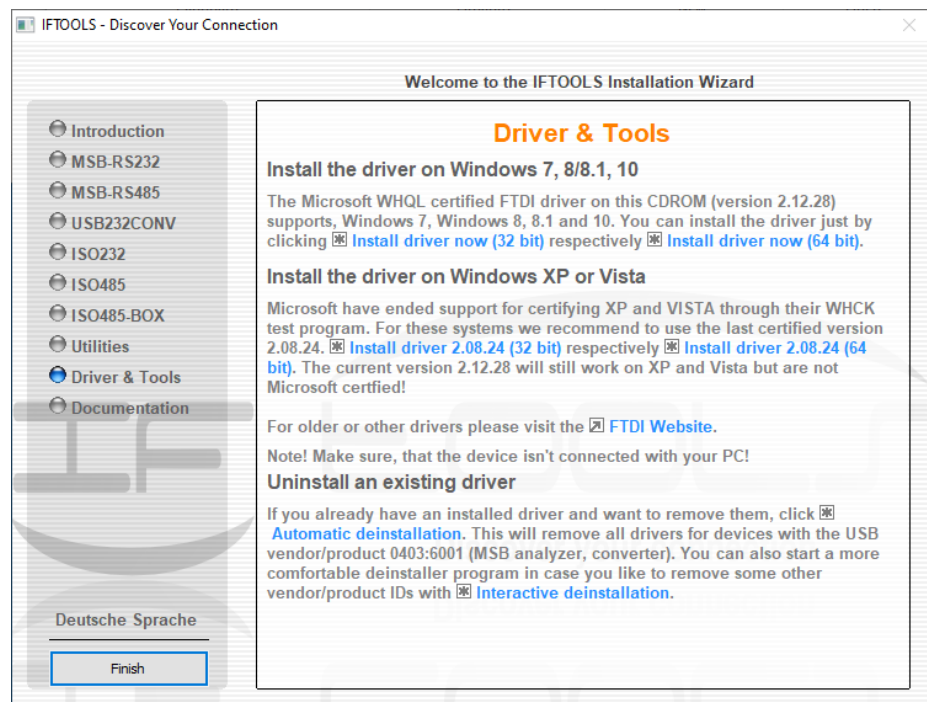 IFTOOLS - Discover Your Connection
Welcome to the IFTOOLS Installation Wizard
Introduction
MSB-RS232
MSB-RS485
USB232CONV
ISO232
ISO485
ISO485-BOX
Utilities
Driver & Tools
Documentation
Deutsche Sprache
Finish
Driver & Tools
Install the driver on Windows 7, 8/8.1, 10
The Microsoft WHQL certified FTDI driver on this CDROM (version 2.12.28)
supports, Windows 7, Windows 8, 8.1 and 10. You can install the driver just by
clicking Install driver now (32 bit) respectively Install driver now (64 bit).
Install the driver on Windows XP or Vista
Microsoft have ended support for certifying XP and VISTA through their WHCK
test program. For these systems we recommend to use the last certified version
2.08.24. Install driver 2.08.24 (32 bit) respectively Install driver 2.08.24 (64
bit). The current version 2.12.28 will still work on XP and Vista but are not
Microsoft certfied!
For older or other drivers please visit the FTDI Website.
Note! Make sure, that the device isn't connected with your PC!
Uninstall an existing driver
If you already have an installed driver and want to remove them, click
Automatic deinstallation. This will remove all drivers for devices with the USB
vendor/product 0403:6001 (MSB analyzer, converter). You can also start a more
comfortable deinstaller program in case you like to remove some other
vendor/product IDs with Interactive deinstallation.
IF TOOLS